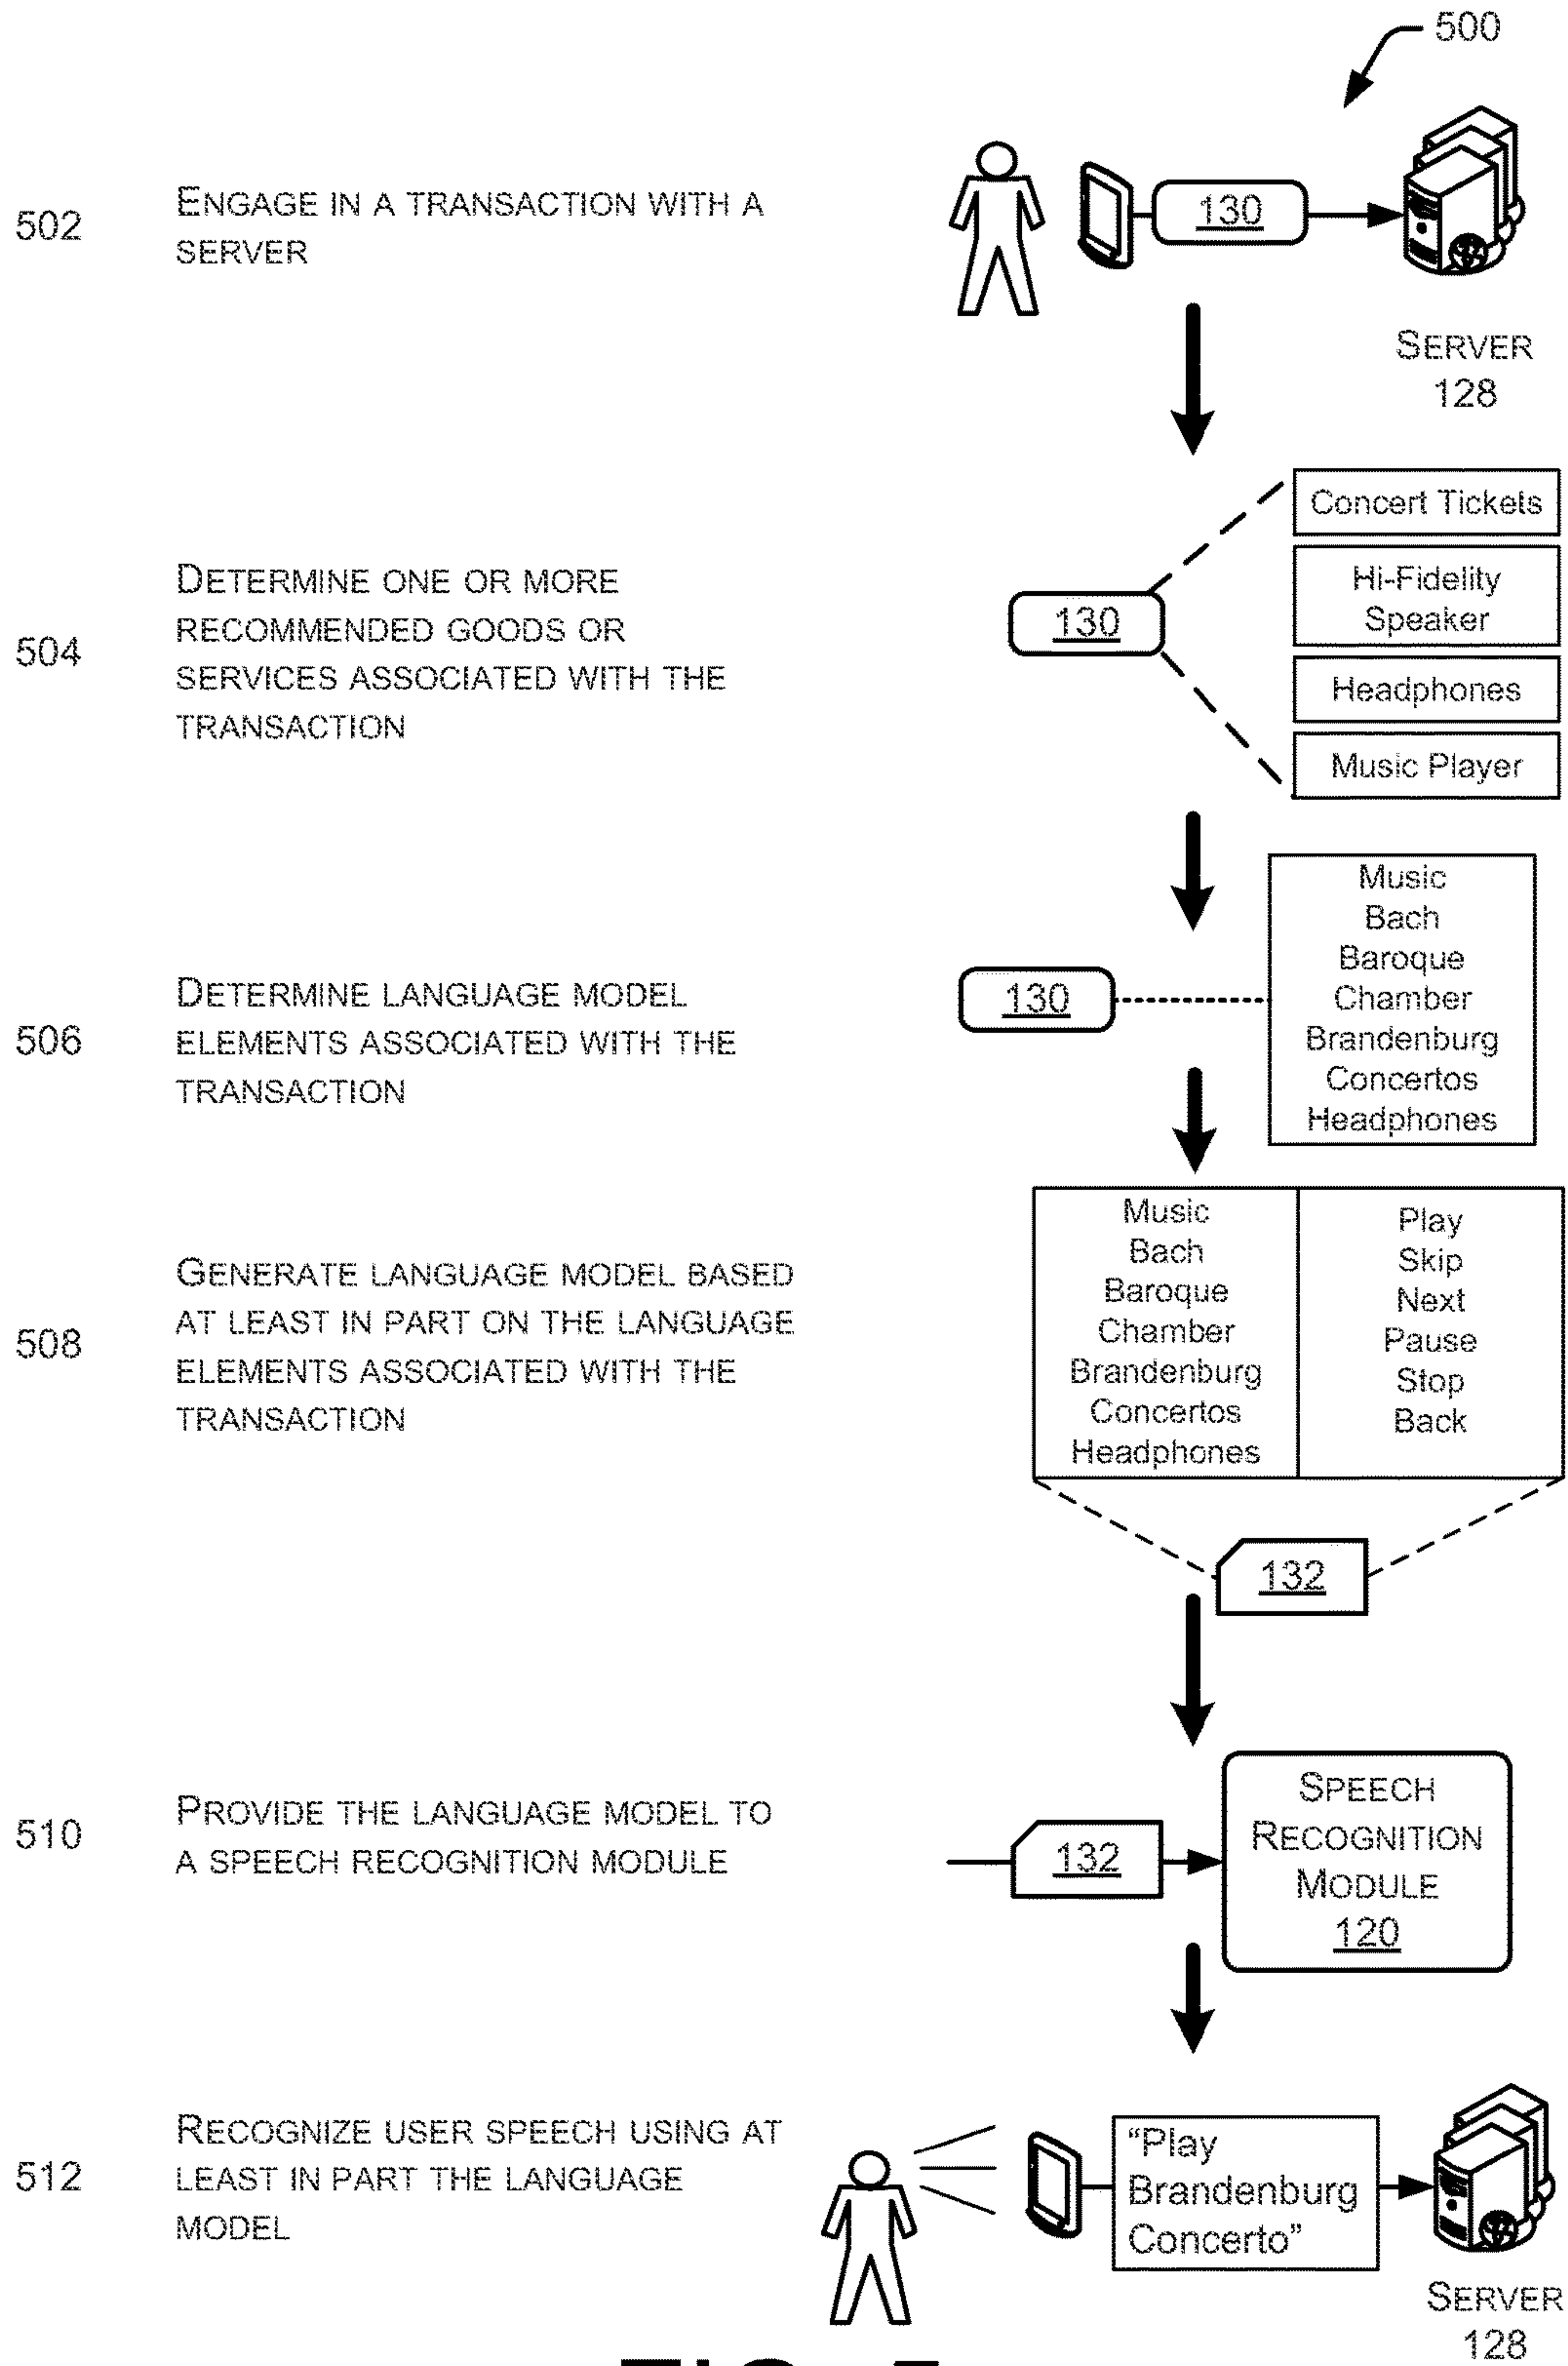 500
502
ENGAGE IN A TRANSACTION WITH A
SERVER
130
SERVER
128
504
DETERMINE ONE OR MORE
RECOMMENDED GOODS OR
SERVICES ASSOCIATED WITH THE
TRANSACTION
130
Concert Tickets
Hi-Fidelity
Speaker
Headphones
Music Player
506
DETERMINE LANGUAGE MODEL
ELEMENTS ASSOCIATED WITH THE
TRANSACTION
130
Music
Bach
Baroque
Chamber
Brandenburg
Concertos
Headphones
508
GENERATE LANGUAGE MODEL BASED
AT LEAST IN PART ON THE LANGUAGE
ELEMENTS ASSOCIATED WITH THE
TRANSACTION
Music
Bach
Baroque
Chamber
Brandenburg
Concertos
Headphones
Play
Skip
Next
Pause
Stop
Back
132
510
PROVIDE THE LANGUAGE MODEL TO
A SPEECH RECOGNITION MODULE
132
SPEECH
RECOGNITION
MODULE
120
512
RECOGNIZE USER SPEECH USING AT
LEAST IN PART THE LANGUAGE
MODEL
“Play
Brandenburg
Concerto”
SERVER
128